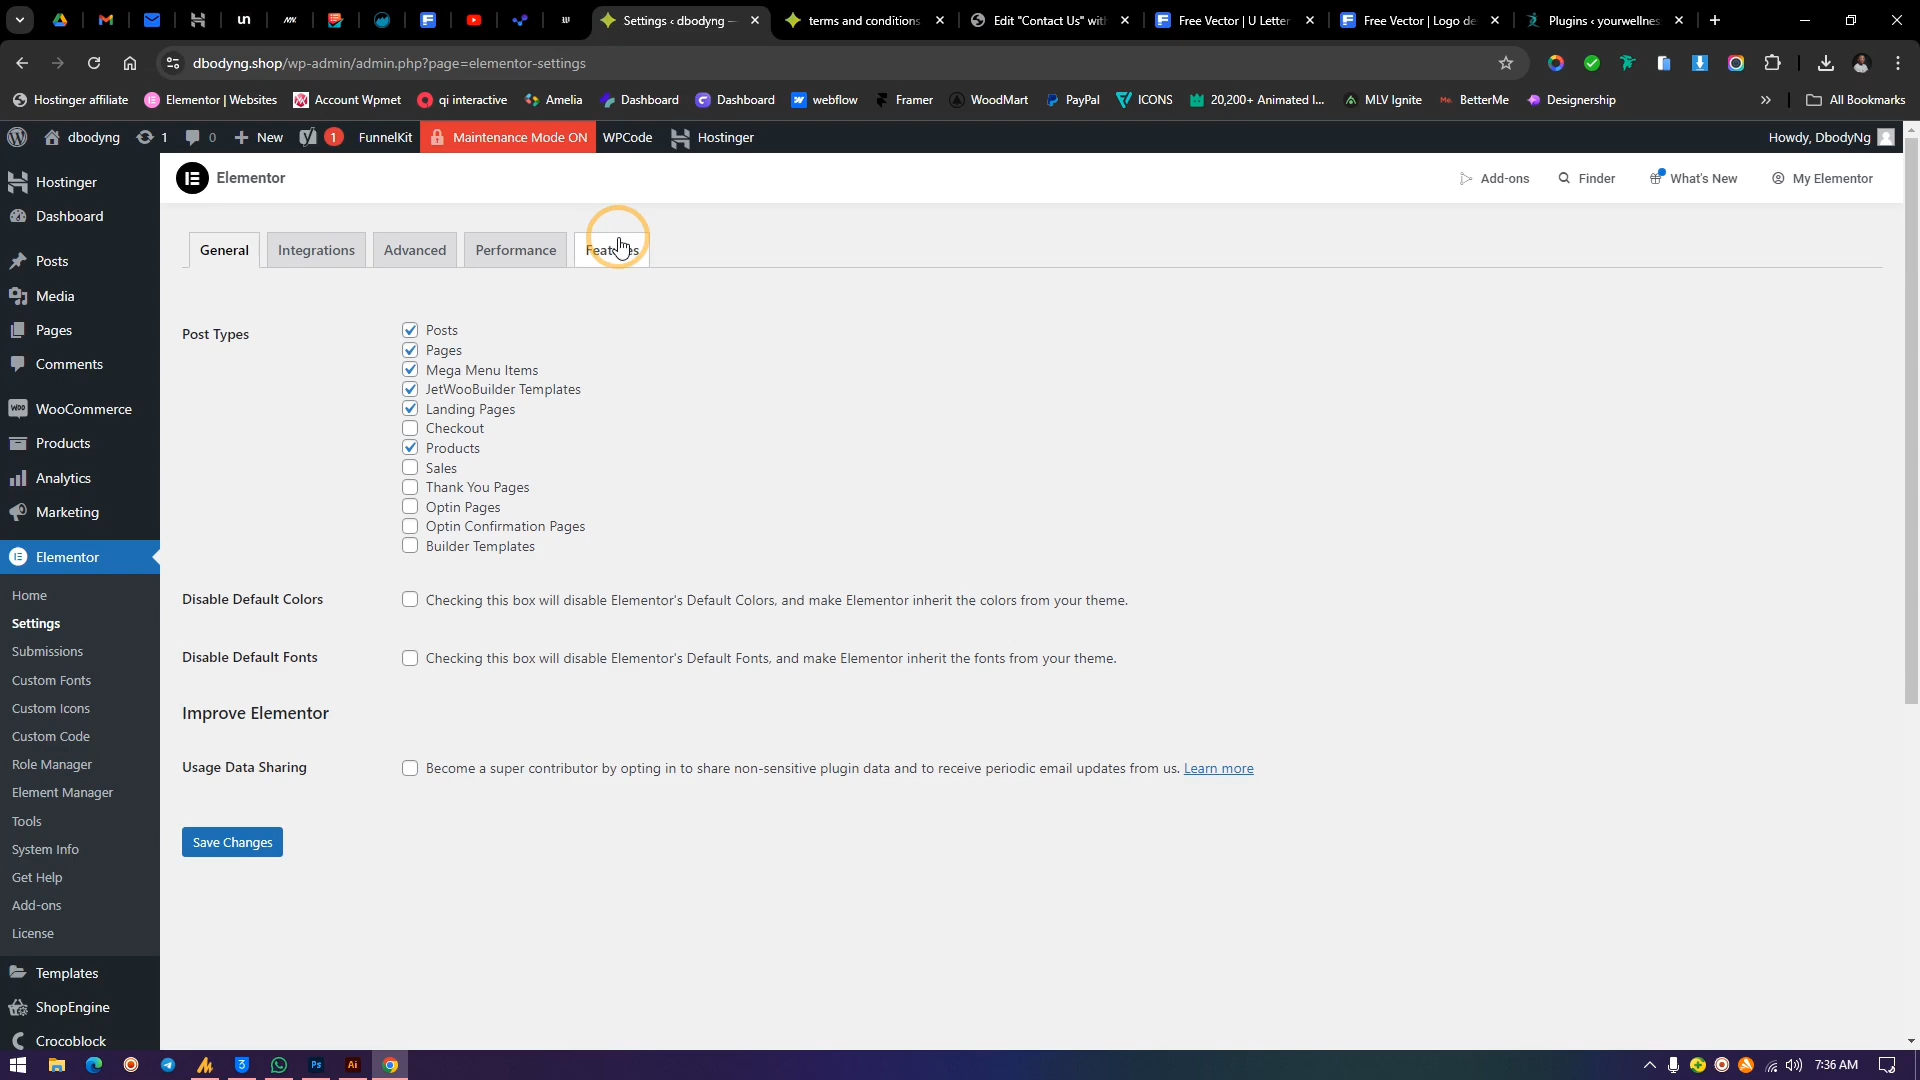 Settings ‹ dbodyng —
terms and conditions
Edit "Contact Us" with
Free Vector | U Letter
Free Vector | Logo de
Plugins ‹ yourwellnes
dbodyng.shop/wp-admin/admin.php?page=elementor-settings
Hostinger affiliate
Elementor | Websites
Account Wpmet
qi interactive
Amelia
Dashboard
Dashboard
webflow
Framer
WoodMart
PayPal
ICONS
20,200+ Animated I...
MLV Ignite
BetterMe
Designership
»
All Bookmarks
dbodyng
1
0
New
1
FunnelKit
Maintenance Mode ON
WPCode
Hostinger
Howdy, DbodyNg
Hostinger
Dashboard
Posts
Media
Pages
Comments
WooCommerce
Products
Analytics
Marketing
Elementor
Home
Settings
Submissions
Custom Fonts
Custom Icons
Custom Code
Role Manager
Element Manager
Tools
System Info
Get Help
Add-ons
License
Templates
ShopEngine
Crocoblock
Elementor
Add-ons
Finder
What's New
My Elementor
General
Integrations
Advanced
Performance
Features
Post Types
Posts
Pages
Mega Menu Items
JetWooBuilder Templates
Landing Pages
Checkout
Products
Sales
Thank You Pages
Optin Pages
Optin Confirmation Pages
Builder Templates
Disable Default Colors
Checking this box will disable Elementor's Default Colors, and make Elementor inherit the colors from your theme.
Disable Default Fonts
Checking this box will disable Elementor's Default Fonts, and make Elementor inherit the fonts from your theme.
Improve Elementor
Usage Data Sharing
Become a super contributor by opting in to share non-sensitive plugin data and to receive periodic email updates from us. Learn more
Save Changes
Ps
Ai
7:36 AM